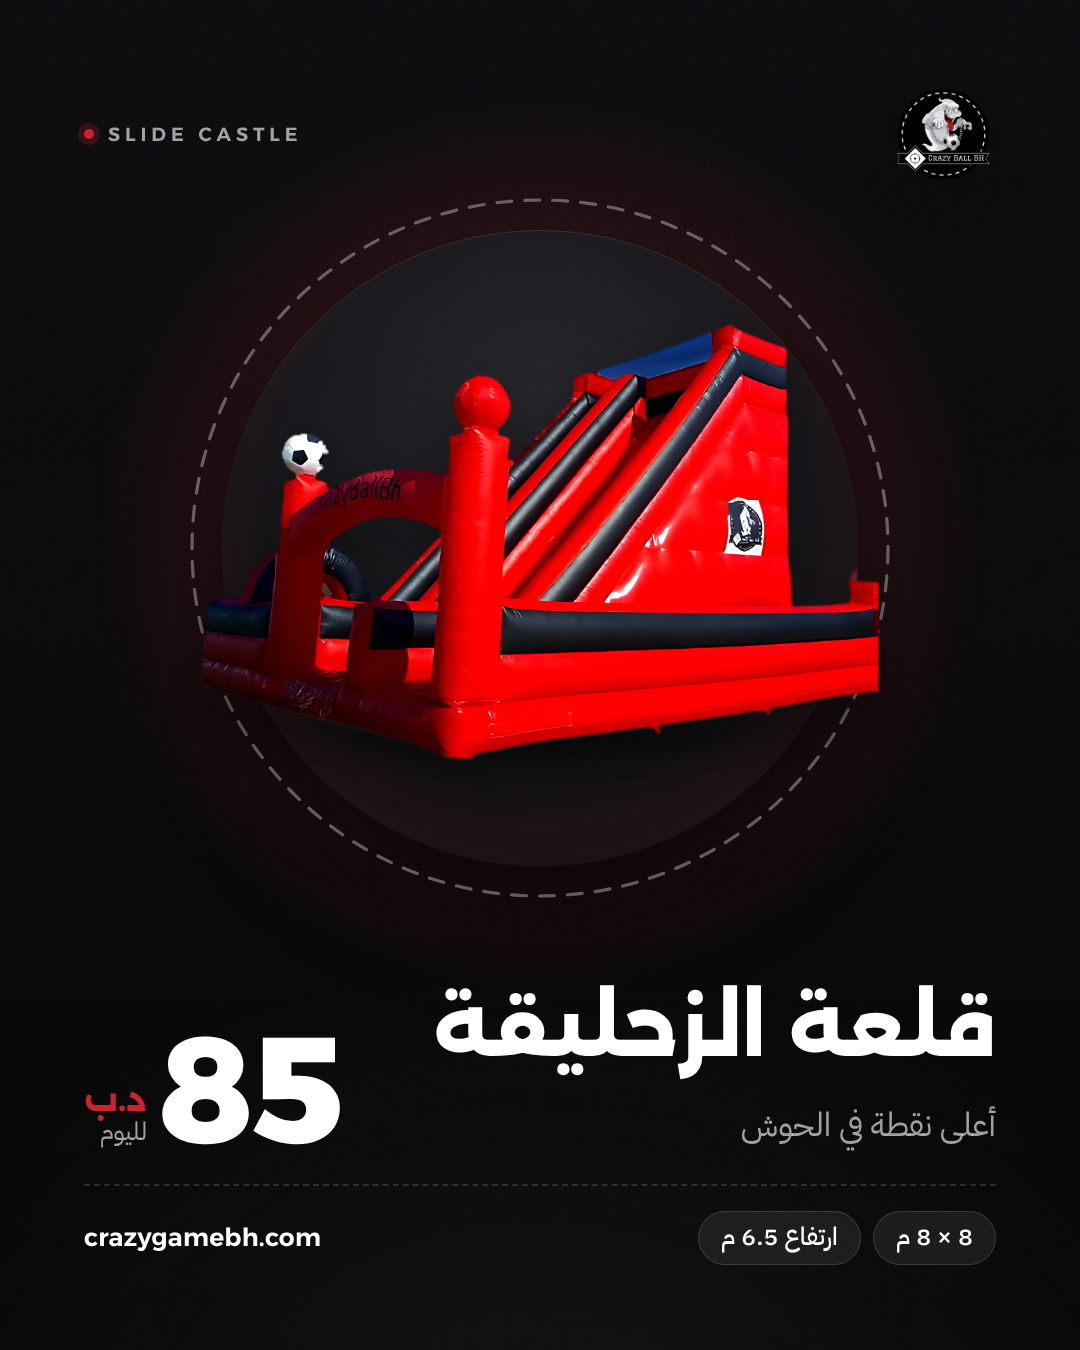 SLIDE CASTLE
CRAZY BALL BH
CrazyBallBh
قلعة الزحليقة
أعلى نقطة في الحوش
85
د.ب
لليوم
8 × 8 م
ارتفاع 6.5 م
crazygamebh.com